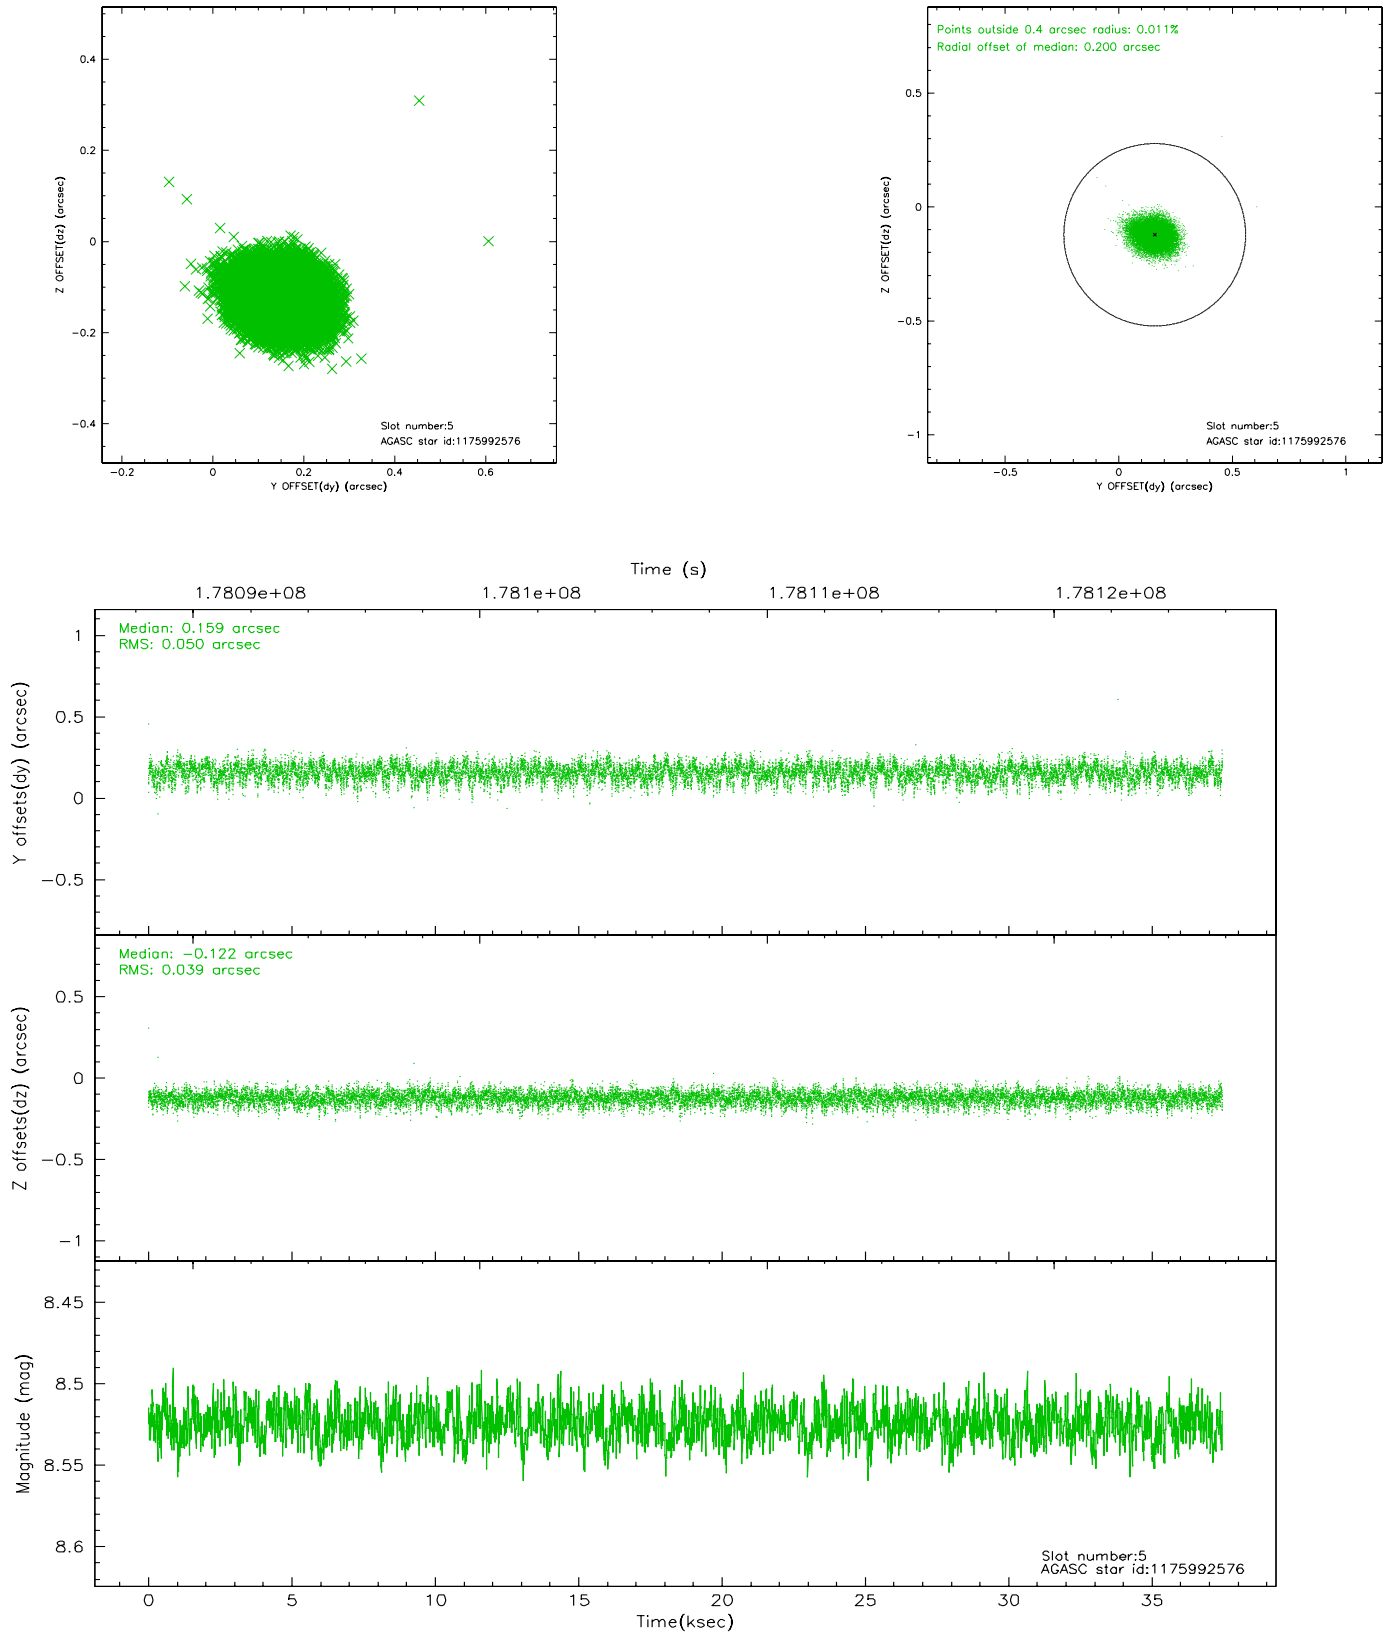 0.4
0.2
0
−0.2
−0.4
Z OFFSET(dz) (arcsec)
Slot number:5
AGASC star id:1175992576
−0.2
0
0.2
0.4
0.6
Y OFFSET(dy) (arcsec)
Points outside 0.4 arcsec radius: 0.011%
Radial offset of median: 0.200 arcsec
0.5
0
−0.5
−1
Z OFFSET(dz) (arcsec)
Slot number:5
AGASC star id:1175992576
−0.5
0
0.5
1
Y OFFSET(dy) (arcsec)
Time (s)
1.7809e+08
1.781e+08
1.7811e+08
1.7812e+08
Median: 0.159 arcsec
RMS: 0.050 arcsec
1
0.5
0
−0.5
Y offsets(dy) (arcsec)
Median: −0.122 arcsec
RMS: 0.039 arcsec
0.5
0
−0.5
−1
Z offsets(dz) (arcsec)
8.45
8.5
8.55
8.6
Magnitude (mag)
Slot number:5
AGASC star id:1175992576
0
5
10
15
20
25
30
35
Time(ksec)